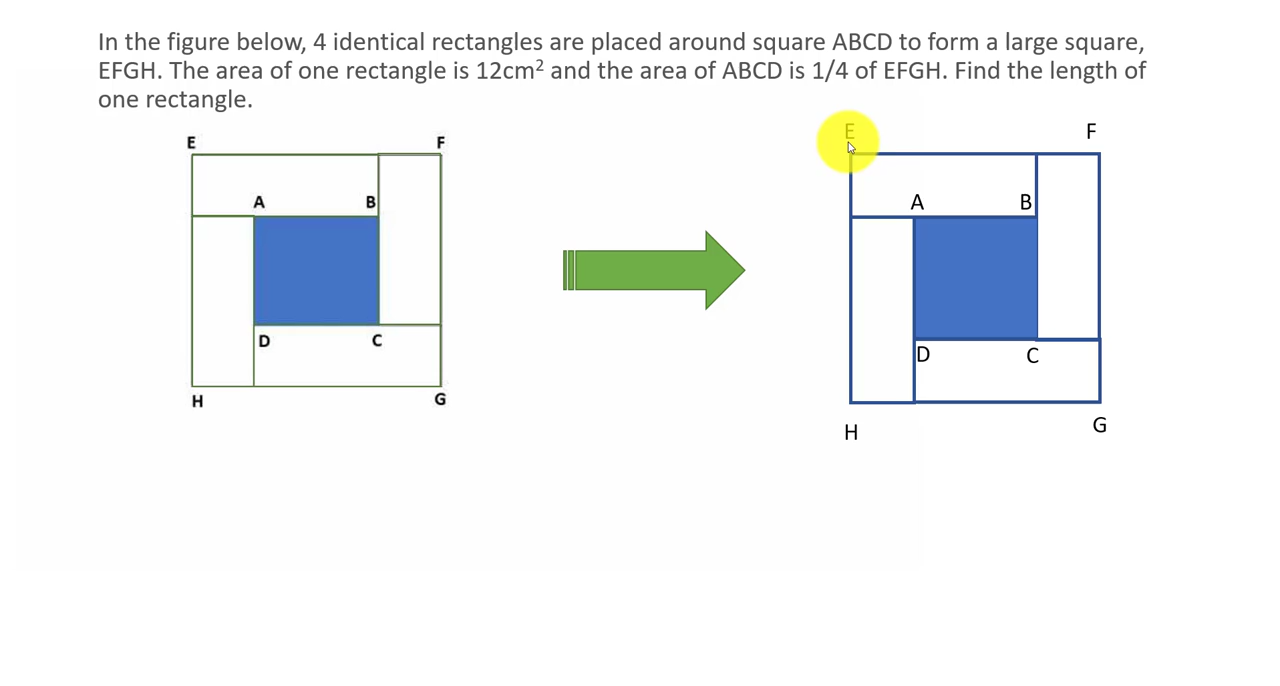 In the figure below, 4 identical rectangles are placed around square ABCD to form a large square,
EFGH. The area of one rectangle is 12cm² and the area of ABCD is 1/4 of EFGH. Find the length of
one rectangle.
E
F
A
B
D
C
H
G
E
F
A
B
D
C
H
G